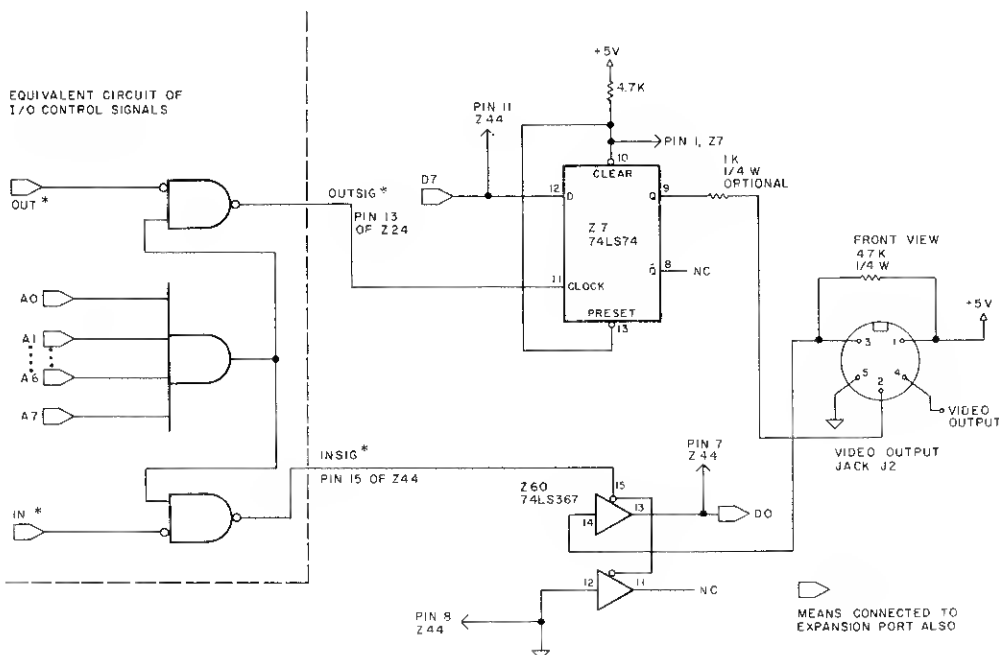 EQUIVALENT CIRCUIT OF
I/O CONTROL SIGNALS
OUT *
A0
A1
A6
A7
IN *
OUTSIG *
PIN 13
OF Z24
INSIG *
PIN 15 OF Z44
+5V
4.7K
PIN 11
Z44
PIN 1, Z7
D7
10
CLEAR
12
D
Q
9
Z7
74LS74
11
CLOCK
Q
8
NC
PRESET
13
1K
1/4 W
OPTIONAL
FRONT VIEW
47K
1/4 W
+5V
3
1
5
2
4
VIDEO
OUTPUT
VIDEO OUTPUT
JACK J2
PIN 7
Z44
Z60
74LS367
15
14
13
D0
12
11
NC
PIN 8
Z44
MEANS CONNECTED TO
EXPANSION PORT ALSO